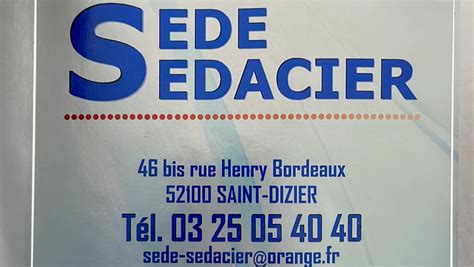 SEDE
SEDACIER
46 bis rue Henry Bordeaux
52100 SAINT-DIZIER
Tél. 03 25 05 40 40
sede-sedacier@orange.fr